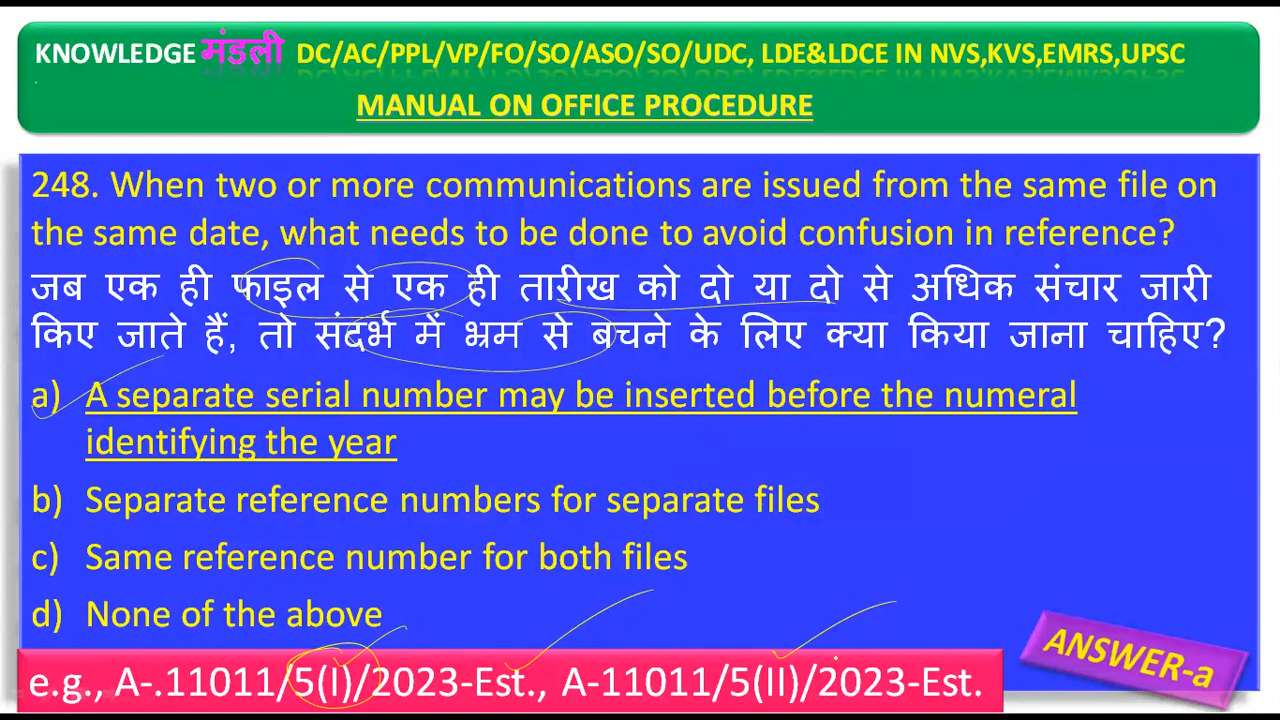 KNOWLEDGE मंडली DC/AC/PPL/VP/FO/SO/ASO/SO/UDC, LDE&LDCE IN NVS,KVS,EMRS,UPSC
MANUAL ON OFFICE PROCEDURE
248. When two or more communications are issued from the same file on
the same date, what needs to be done to avoid confusion in reference?
जब एक ही फाइल से एक ही तारीख को दो या दो से अधिक संचार जारी
किए जाते हैं, तो संदर्भ में भ्रम से बचने के लिए क्या किया जाना चाहिए?
a) A separate serial number may be inserted before the numeral
identifying the year
b) Separate reference numbers for separate files
c) Same reference number for both files
d) None of the above
ANSWER-a
e.g., A-.11011/5(I)/2023-Est., A-11011/5(II)/2023-Est.